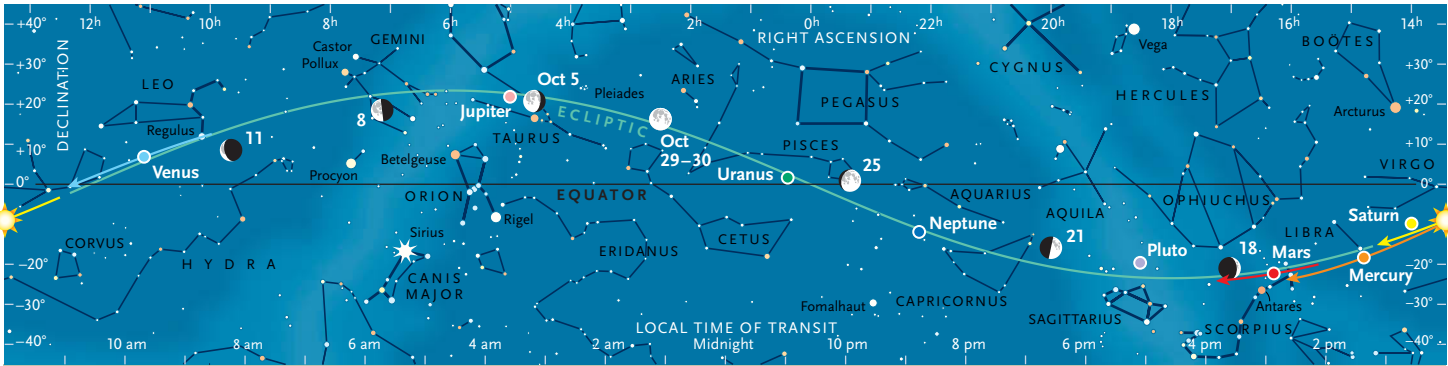 +40° 12h 10h 8h 6h 4h 2h 0h 22h 20h 18h 16h 14h +40°
RIGHT ASCENSION
DECLINATION
+30° +30°
+20° +20°
+10° +10°
0° 0°
−20° −20°
−30° −30°
−40° −40°
LEO
Regulus
11
Venus
CORVUS
HYDRA
Castor
Pollux
GEMINI
8
Procyon
Betelgeuse
ORION
Rigel
Sirius
CANIS
MAJOR
Jupiter
Oct 5
TAURUS
Pleiades
ECLIPTIC
ARIES
Oct
29–30
EQUATOR
ERIDANUS
CETUS
Uranus
PISCES
PEGASUS
25
Neptune
AQUARIUS
Fomalhaut
CAPRICORNUS
CYGNUS
Vega
AQUILA
21
Pluto
SAGITTARIUS
HERCULES
OPHIUCHUS
18
Mars
LIBRA
Antares
SCORPIUS
BOÖTES
Arcturus
VIRGO
Saturn
Mercury
LOCAL TIME OF TRANSIT
10 am 8 am 6 am 4 am 2 am Midnight 10 pm 8 pm 6 pm 4 pm 2 pm